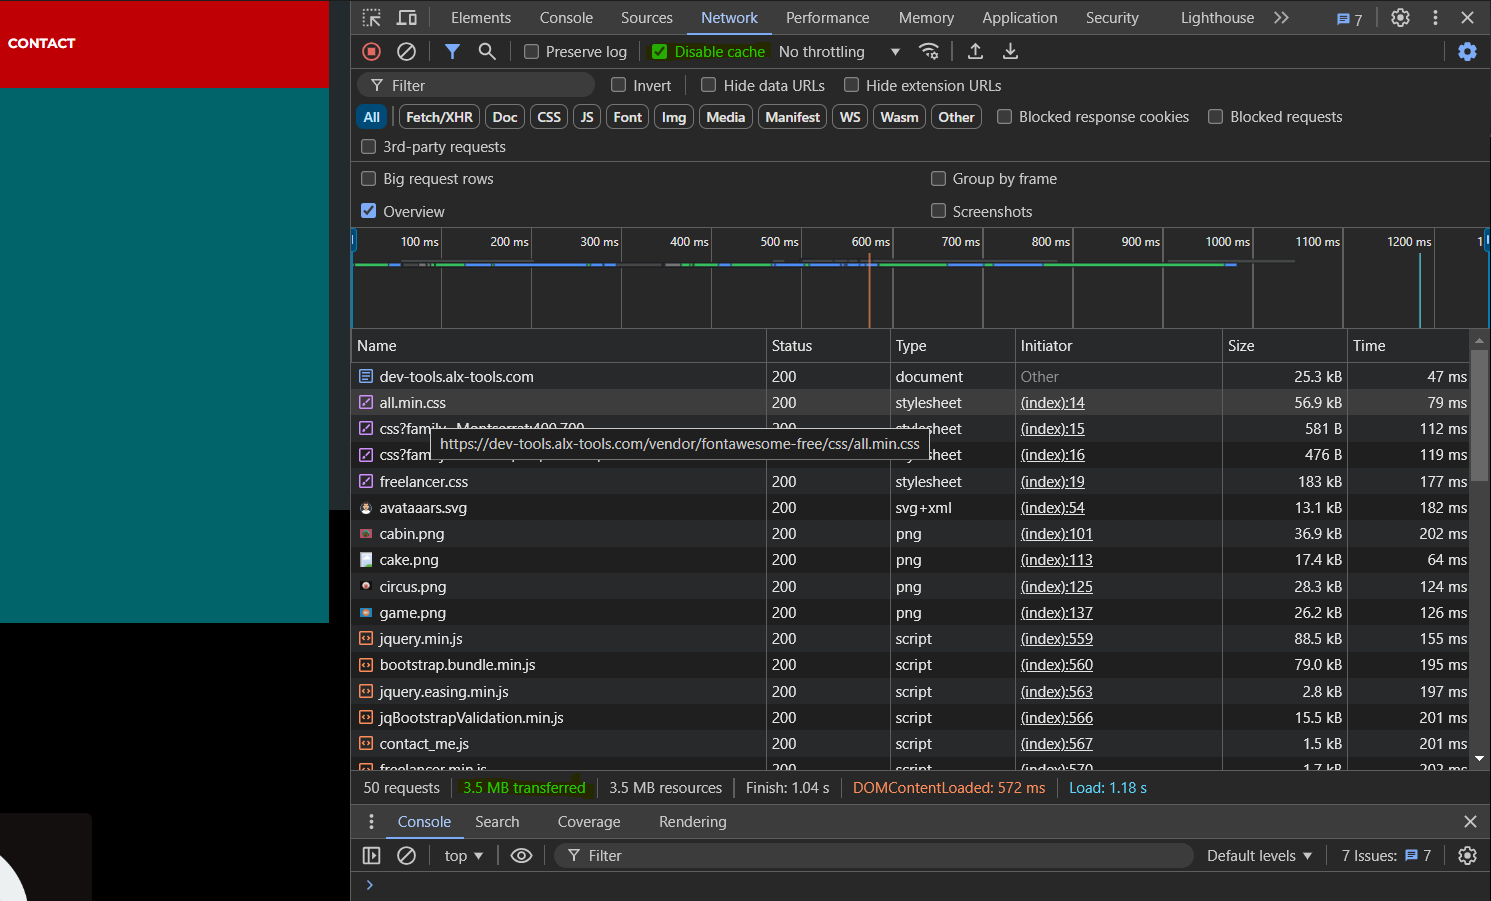 CONTACT
Elements Console Sources Network Performance Memory Application Security Lighthouse 7
Preserve log Disable cache No throttling
Filter Invert Hide data URLs Hide extension URLs
All Fetch/XHR Doc CSS JS Font Img Media Manifest WS Wasm Other Blocked response cookies Blocked requests
3rd-party requests
Big request rows Group by frame
Overview Screenshots
100 ms 200 ms 300 ms 400 ms 500 ms 600 ms 700 ms 800 ms 900 ms 1000 ms 1100 ms 1200 ms 1
Name Status Type Initiator Size Time
dev-tools.alx-tools.com 200 document Other 25.3 kB 47 ms
all.min.css 200 stylesheet (index):14 56.9 kB 79 ms
css?family=Montserrat:400,700 200 stylesheet (index):15 581 B 112 ms
https://dev-tools.alx-tools.com/vendor/fontawesome-free/css/all.min.css
css?fam sheet (index):16 476 B 119 ms
freelancer.css 200 stylesheet (index):19 183 kB 177 ms
avataaars.svg 200 svg+xml (index):54 13.1 kB 182 ms
cabin.png 200 png (index):101 36.9 kB 202 ms
cake.png 200 png (index):113 17.4 kB 64 ms
circus.png 200 png (index):125 28.3 kB 124 ms
game.png 200 png (index):137 26.2 kB 126 ms
jquery.min.js 200 script (index):559 88.5 kB 155 ms
bootstrap.bundle.min.js 200 script (index):560 79.0 kB 195 ms
jquery.easing.min.js 200 script (index):563 2.8 kB 197 ms
jqBootstrapValidation.min.js 200 script (index):566 15.5 kB 201 ms
contact_me.js 200 script (index):567 1.5 kB 201 ms
freelancer.min.js 200 script (index):570 1.7 kB 202 ms
50 requests 3.5 MB transferred 3.5 MB resources Finish: 1.04 s DOMContentLoaded: 572 ms Load: 1.18 s
Console Search Coverage Rendering
top Filter Default levels 7 Issues: 7